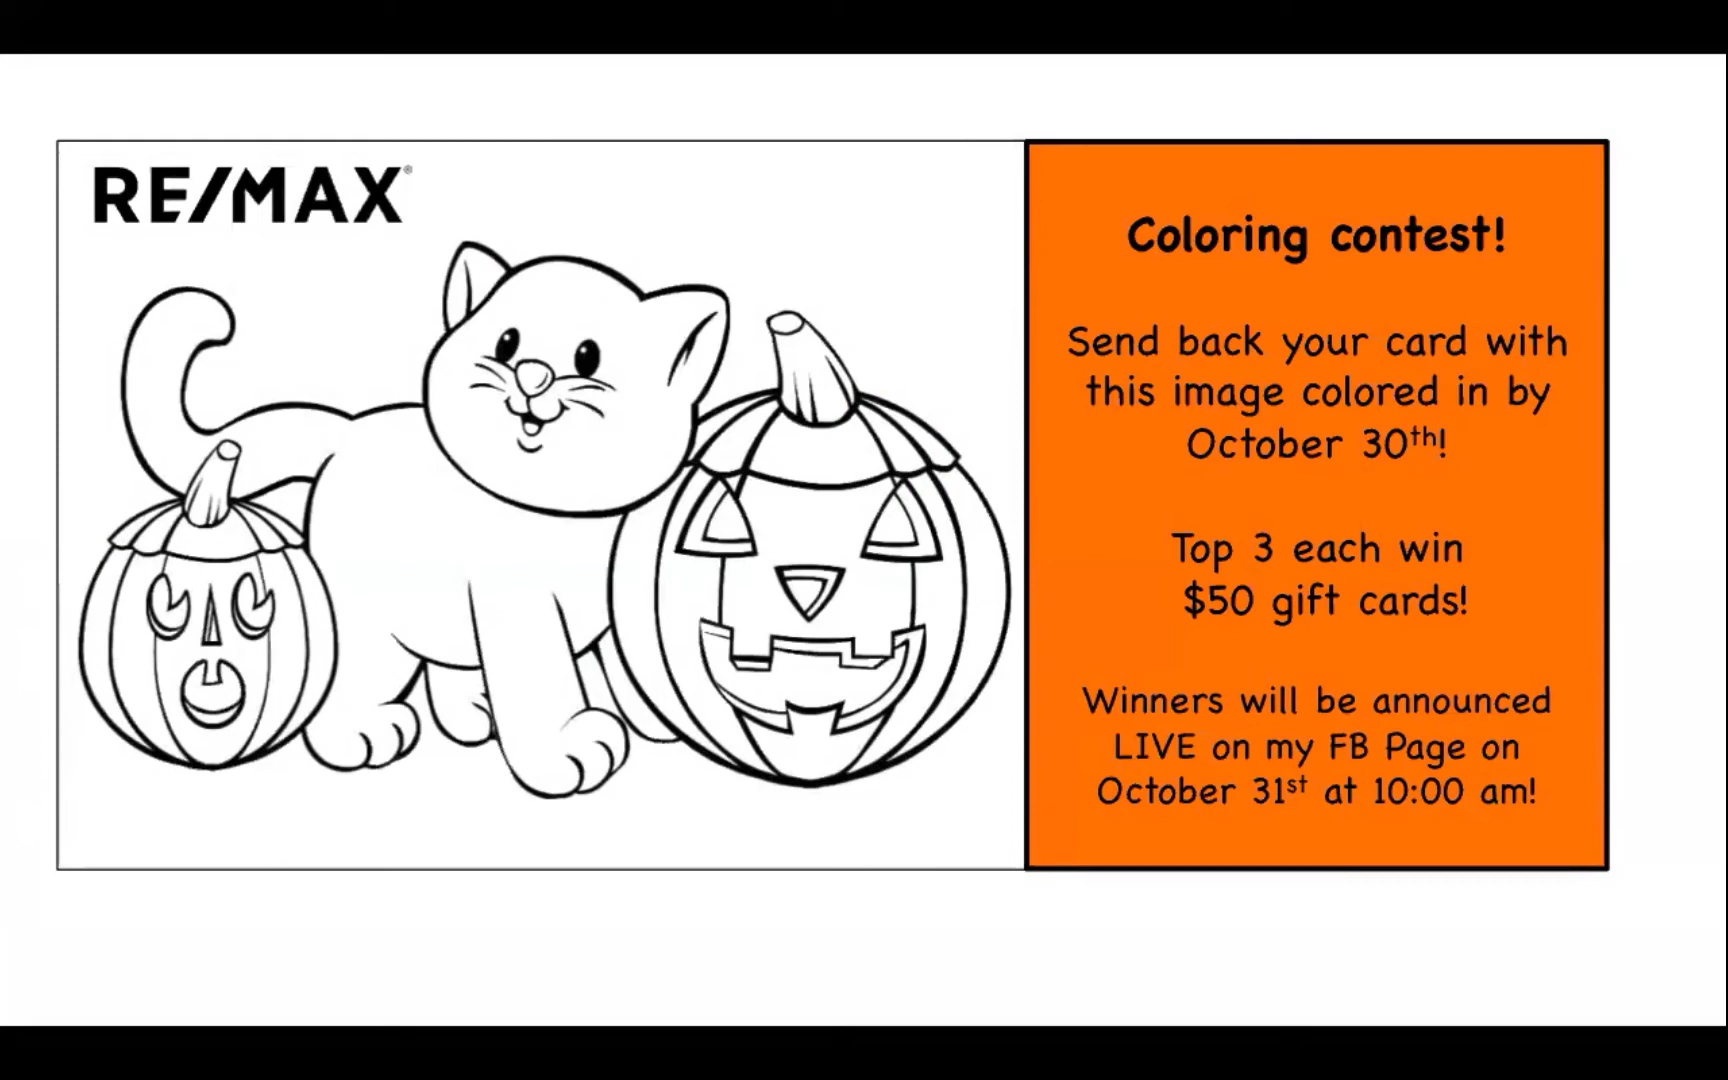 RE/MAX®
Coloring contest!
Send back your card with
this image colored in by
October 30th!
Top 3 each win
$50 gift cards!
Winners will be announced
LIVE on my FB Page on
October 31st at 10:00 am!